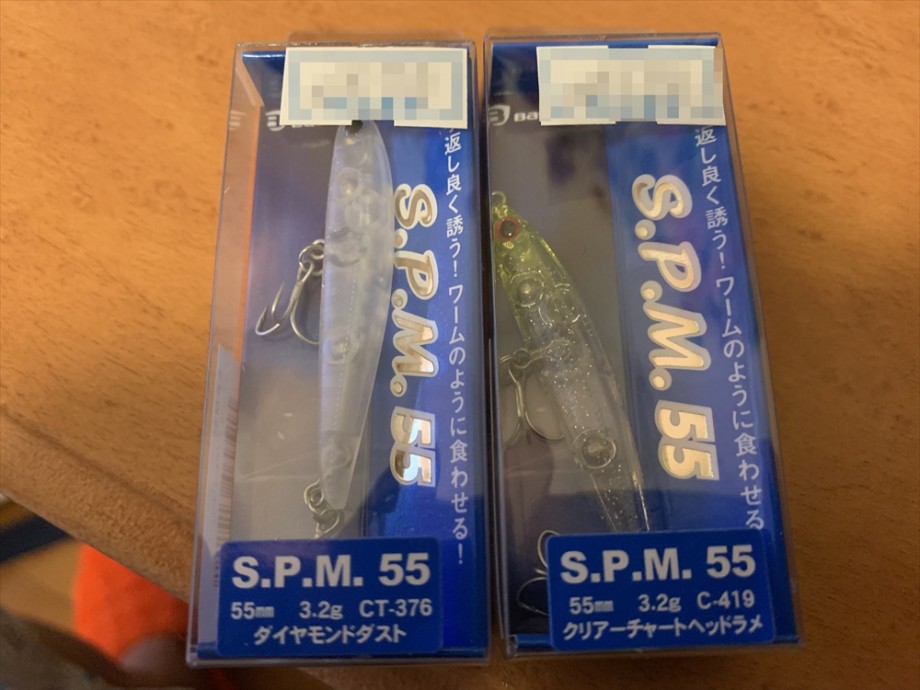 返し良く誘う!ワームのように食わせる!
S.P.M. 55
S.P.M. 55
55mm 3.2g CT-376
ダイヤモンドダスト
Ba
返し良く誘う!ワームのように食わせる
S.P.M. 55
S.P.M. 55
55mm 3.2g C-419
クリアーチャートヘッドラメ